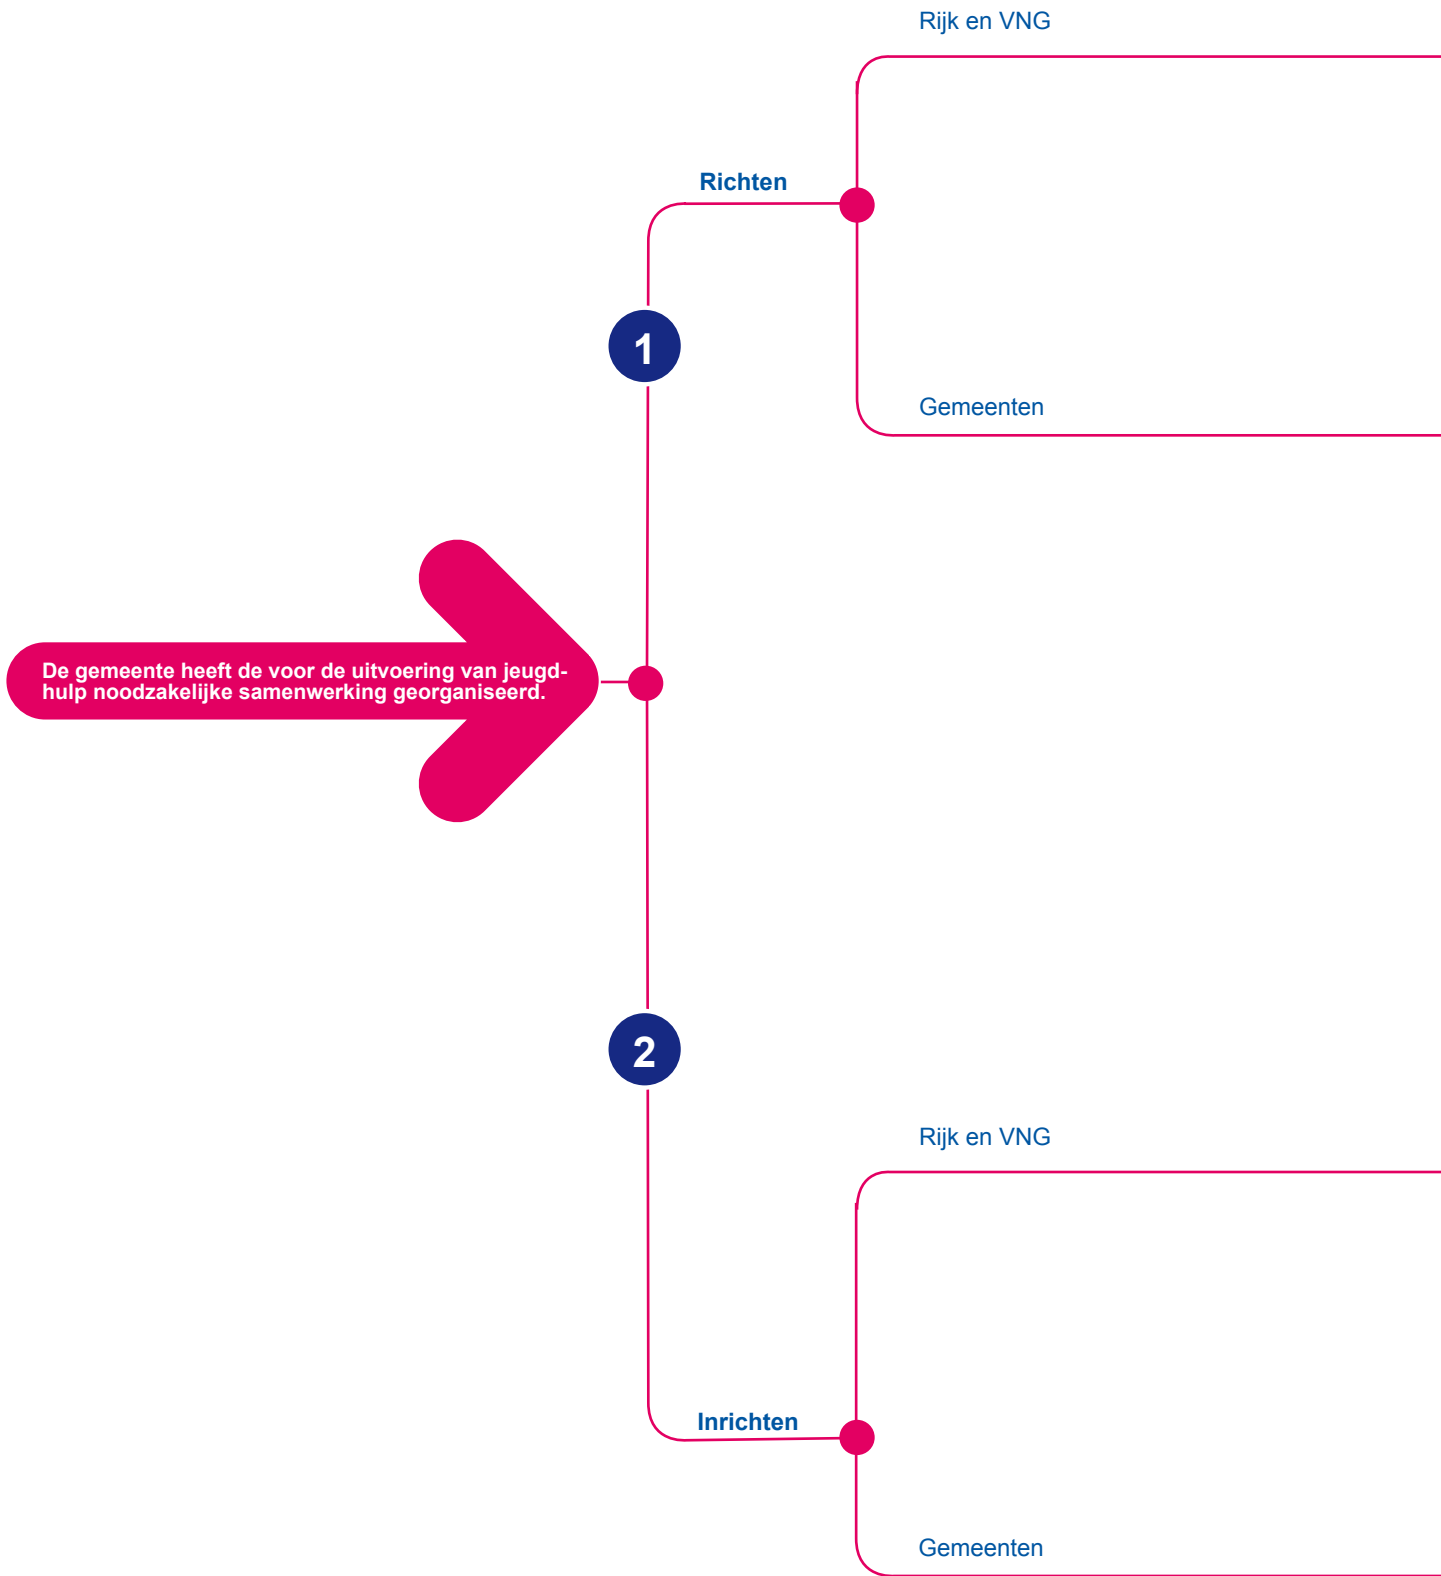 Rijk en VNG
Richten
1
Gemeenten
De gemeente heeft de voor de uitvoering van jeugd-
hulp noodzakelijke samenwerking georganiseerd.
2
Rijk en VNG
Inrichten
Gemeenten